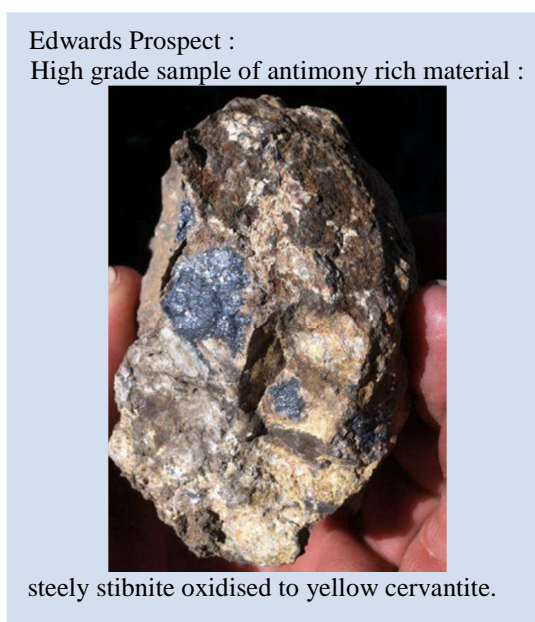 Edwards Prospect :
High grade sample of antimony rich material :
steely stibnite oxidised to yellow cervantite.